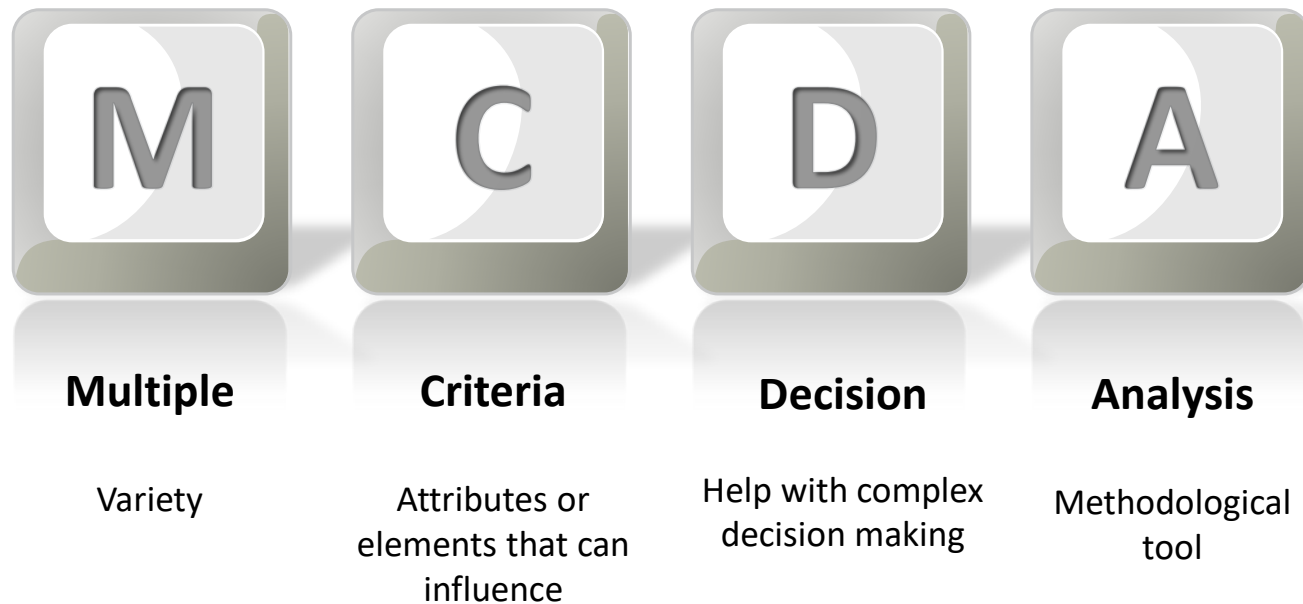 M
C
D
A
Multiple
Criteria
Decision
Analysis
Variety
Attributes or
elements that can
influence
Help with complex
decision making
Methodological
tool